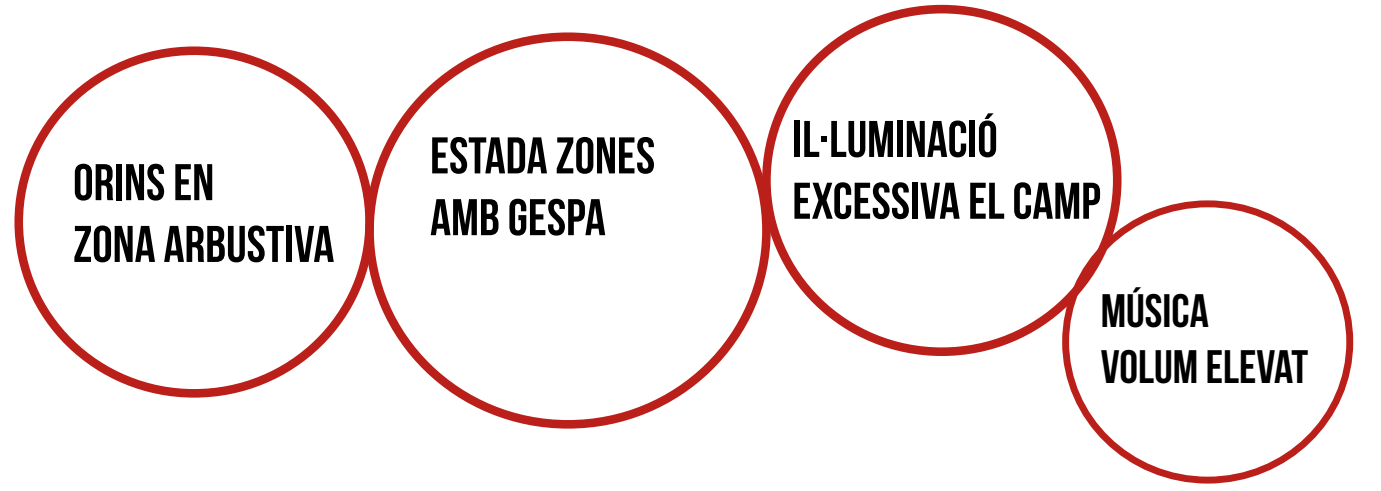 ORINS EN
ZONA ARBUSTIVA
ESTADA ZONES
AMB GESPA
IL·LUMINACIÓ
EXCESSIVA EL CAMP
MÚSICA
VOLUM ELEVAT